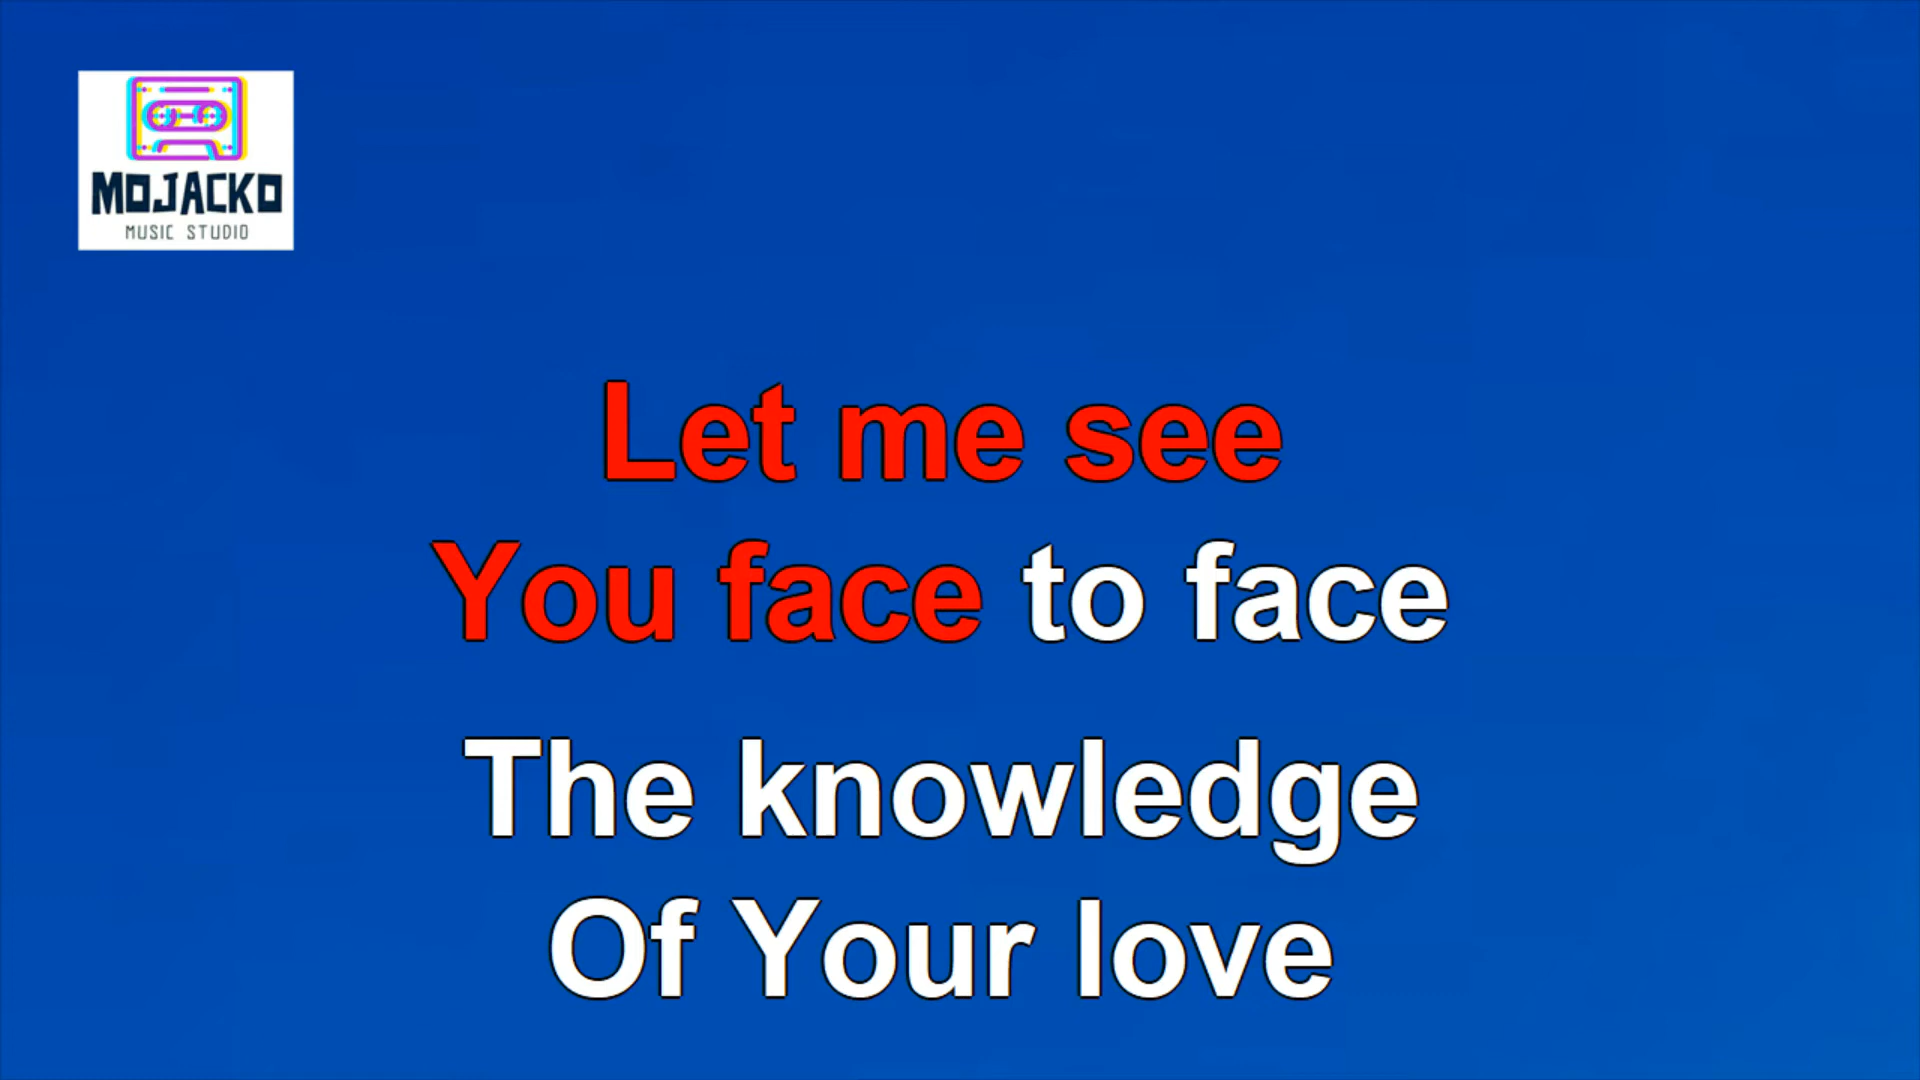 MOJACKO
MUSIC STUDIO
Let me see
You face to face
The knowledge
Of Your love